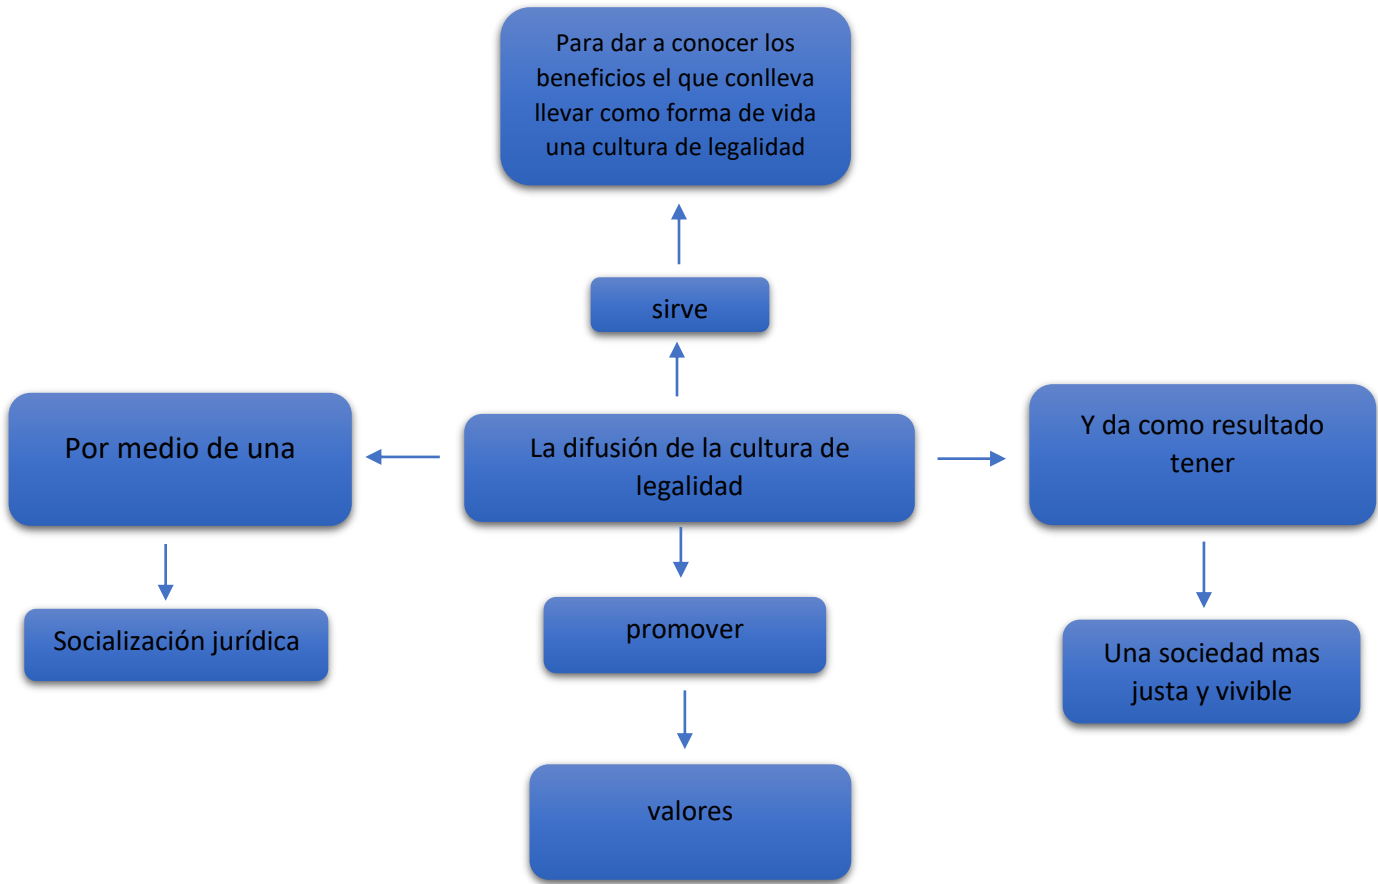 Para dar a conocer los
beneficios el que conlleva
llevar como forma de vida
una cultura de legalidad
sirve
Por medio de una
La difusión de la cultura de
legalidad
Y da como resultado
tener
Socialización jurídica
promover
Una sociedad mas
justa y vivible
valores